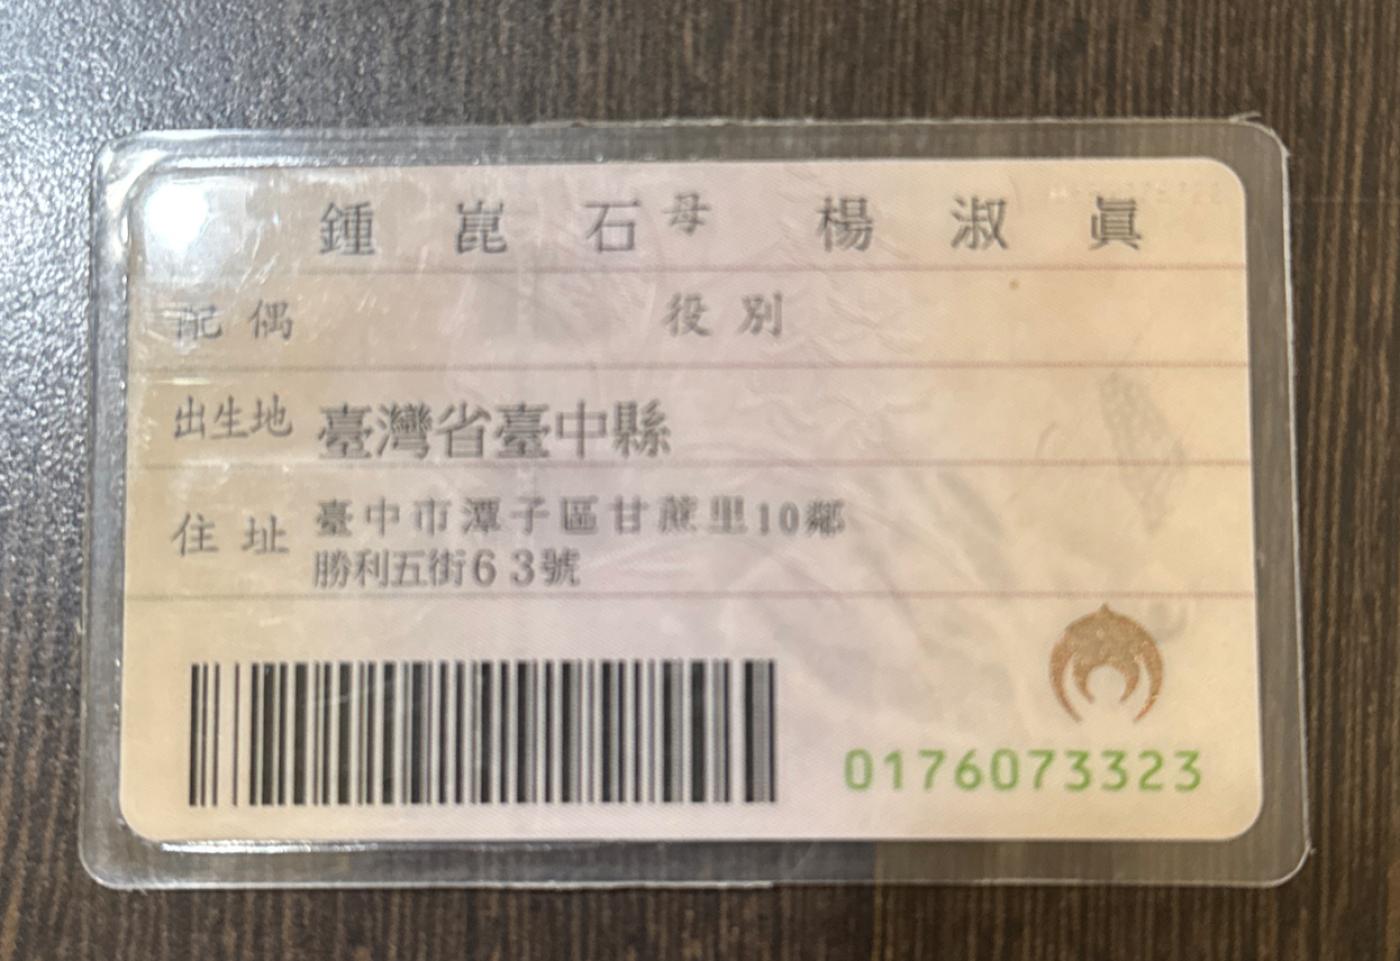 鍾崑石 母 楊淑眞
配偶 役別
出生地 臺灣省臺中縣
住址 臺中市潭子區甘蔗里10鄰
勝利五街63號
0176073323